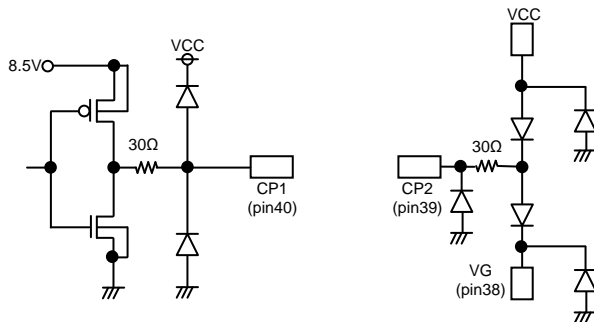 VCC
8.5V
30Ω
CP1
(pin40)
VCC
30Ω
CP2
(pin39)
VG
(pin38)